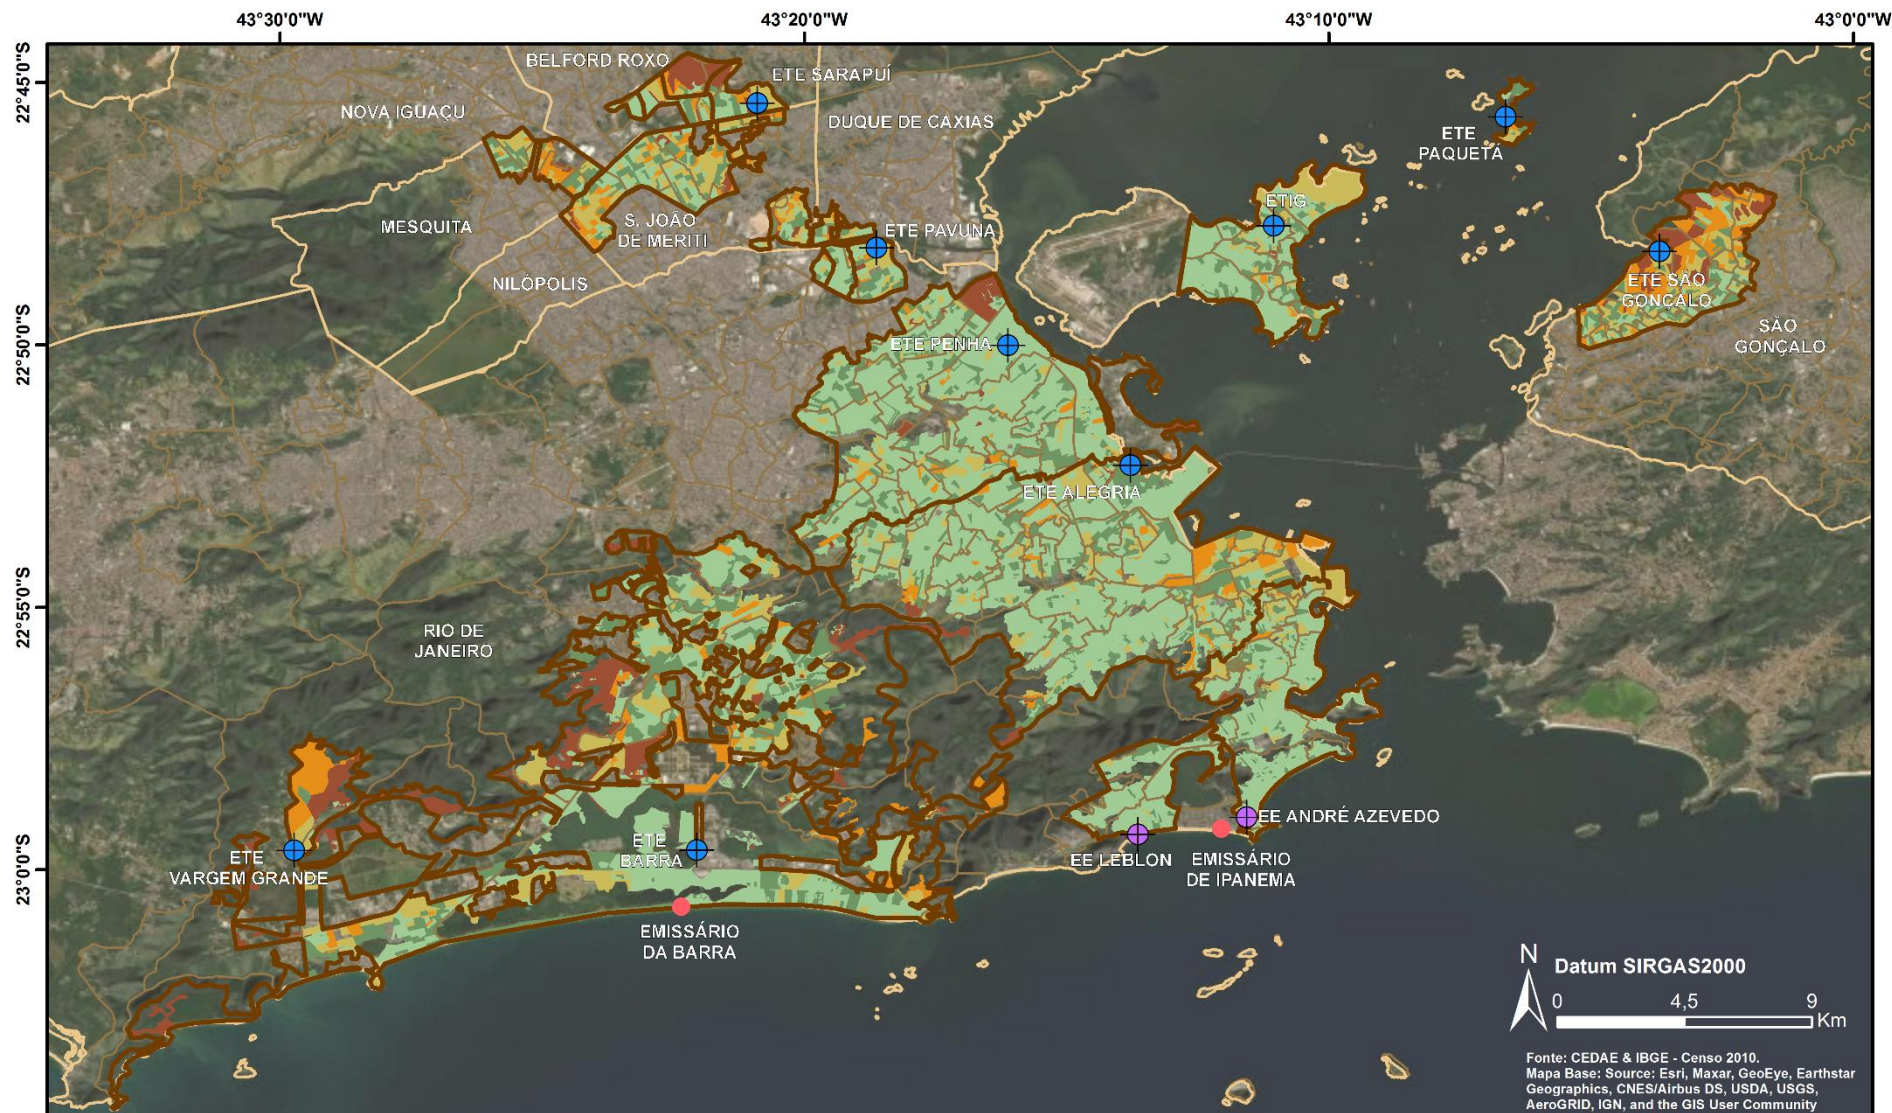 43°30'0"W
43°20'0"W
43°10'0"W
43°0'0"W
22°45'0"S
22°50'0"S
22°55'0"S
23°0'0"S
BELFORD ROXO
ETE SARAPUÍ
NOVA IGUAÇU
DUQUE DE CAXIAS
ETE
PAQUETÁ
ETIG
MESQUITA
S. JOÃO
DE MERITI
ETE PAVUNA
NILÓPOLIS
ETE SÃO
GONÇALO
SÃO
GONÇALO
ETE PENHA
ETE ALEGRIA
RIO DE
JANEIRO
ETE
VARGEM GRANDE
ETE
BARRA
EE ANDRÉ AZEVEDO
EE LEBLON
EMISSÁRIO
DE IPANEMA
EMISSÁRIO
DA BARRA
N
Datum SIRGAS2000
0 4,5 9
Km
Fonte: CEDAE & IBGE - Censo 2010.
Mapa Base: Source: Esri, Maxar, GeoEye, Earthstar
Geographics, CNES/Airbus DS, USDA, USGS,
AeroGRID, IGN, and the GIS User Community